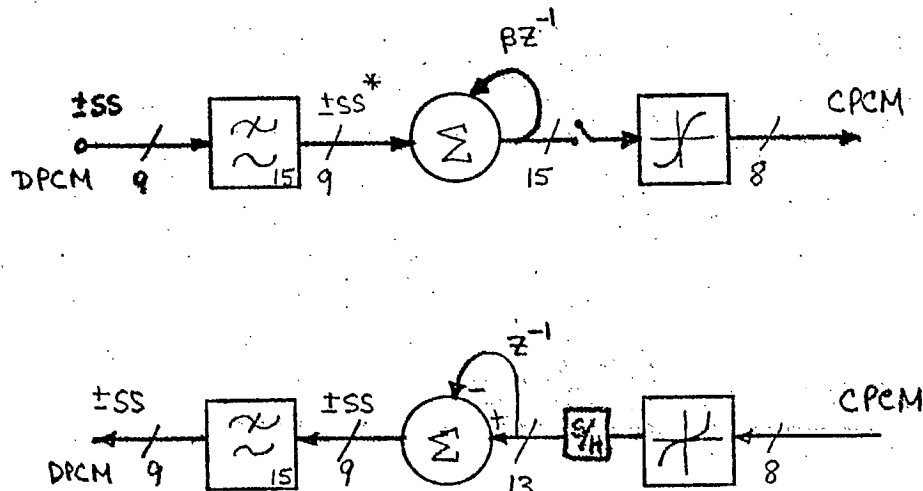 βZ⁻¹
±SS
±SS*
CPCM
Σ
DPCM
9
15
9
15
8
Z⁻¹
±SS
±SS
-
+
CPCM
Σ
S/H
DPCM
9
15
9
13
8